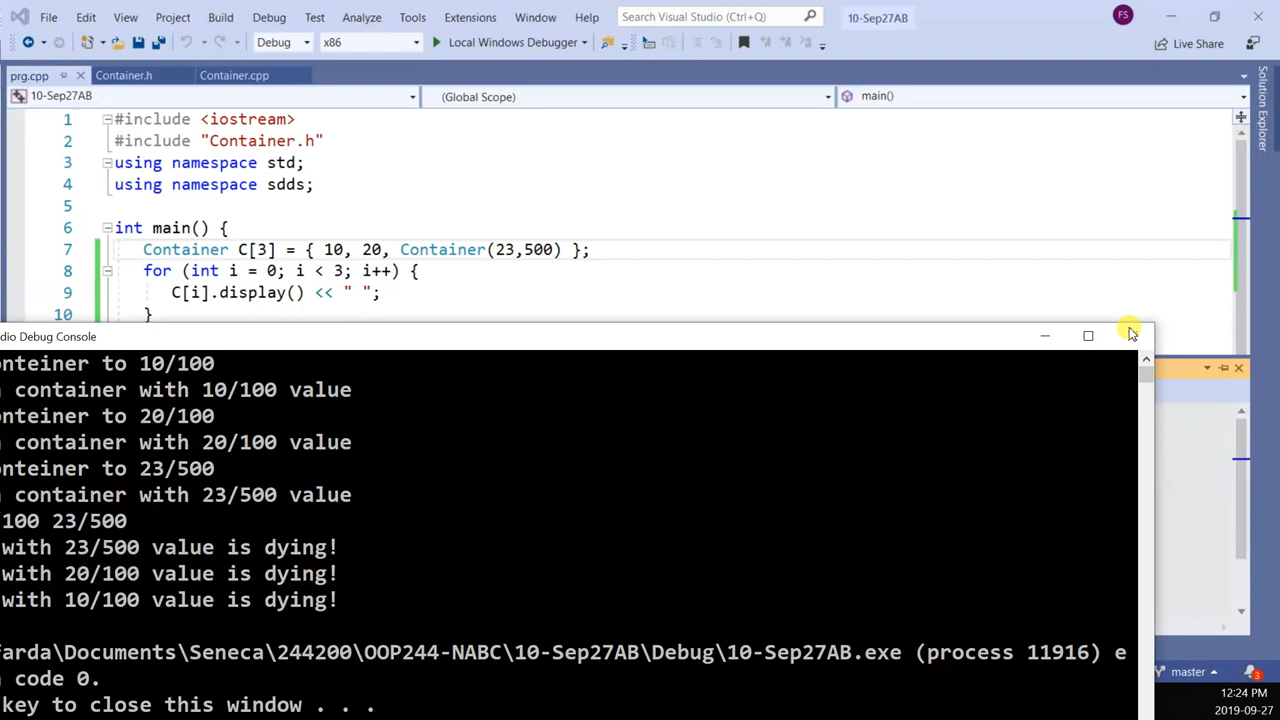 File Edit View Project Build Debug Test Analyze Tools Extensions Window Help Search Visual Studio (Ctrl+Q) 10-Sep27AB FS
Debug x86 Local Windows Debugger Live Share
prg.cpp Container.h Container.cpp
10-Sep27AB (Global Scope) main()
Solution Explorer
1 #include <iostream>
2 #include "Container.h"
3 using namespace std;
4 using namespace sdds;
5
6 int main() {
7 Container C[3] = { 10, 20, Container(23,500) };
8 for (int i = 0; i < 3; i++) {
9 C[i].display() << " ";
10 }
dio Debug Console
onteiner to 10/100
container with 10/100 value
onteiner to 20/100
container with 20/100 value
onteiner to 23/500
container with 23/500 value
/100 23/500
with 23/500 value is dying!
with 20/100 value is dying!
with 10/100 value is dying!
arda\Documents\Seneca\244200\OOP244-NABC\10-Sep27AB\Debug\10-Sep27AB.exe (process 11916) e
code 0.
key to close this window . . .
master 3
12:24 PM
2019-09-27